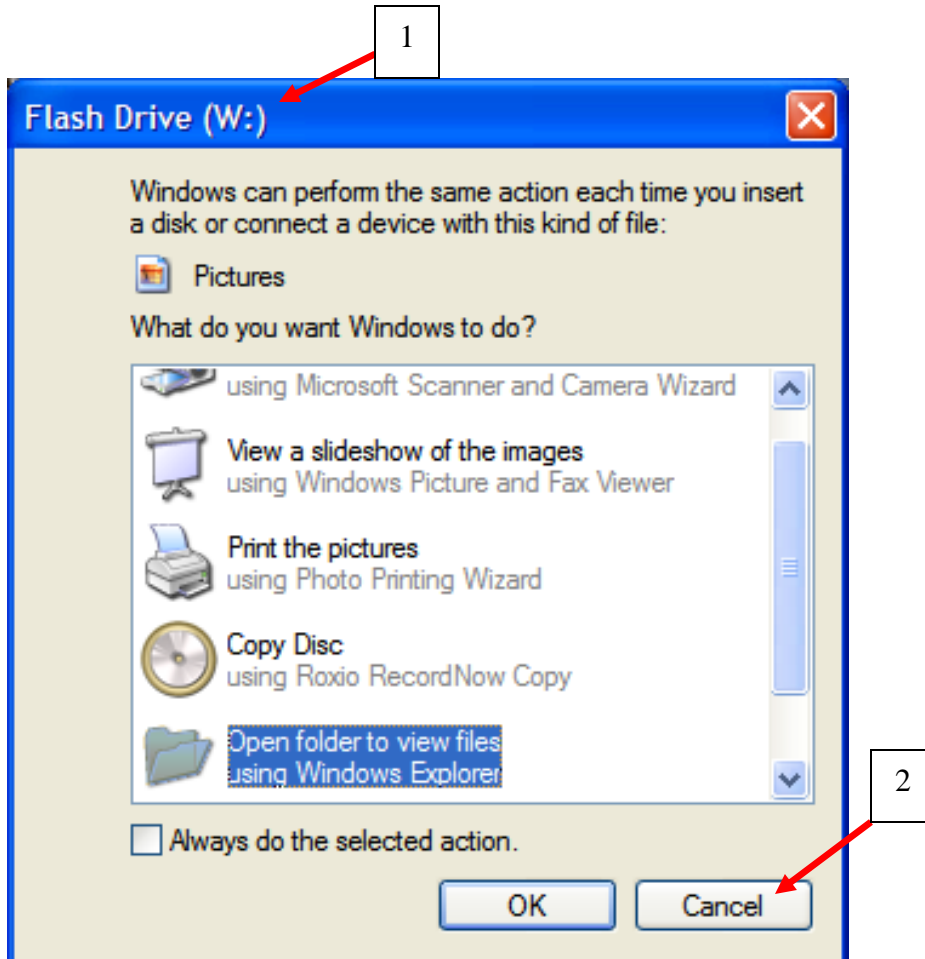 1
Flash Drive (W:)
Windows can perform the same action each time you insert
a disk or connect a device with this kind of file:
Pictures
What do you want Windows to do?
using Microsoft Scanner and Camera Wizard
View a slideshow of the images
using Windows Picture and Fax Viewer
Print the pictures
using Photo Printing Wizard
Copy Disc
using Roxio RecordNow Copy
Open folder to view files
using Windows Explorer
2
Always do the selected action.
OK
Cancel